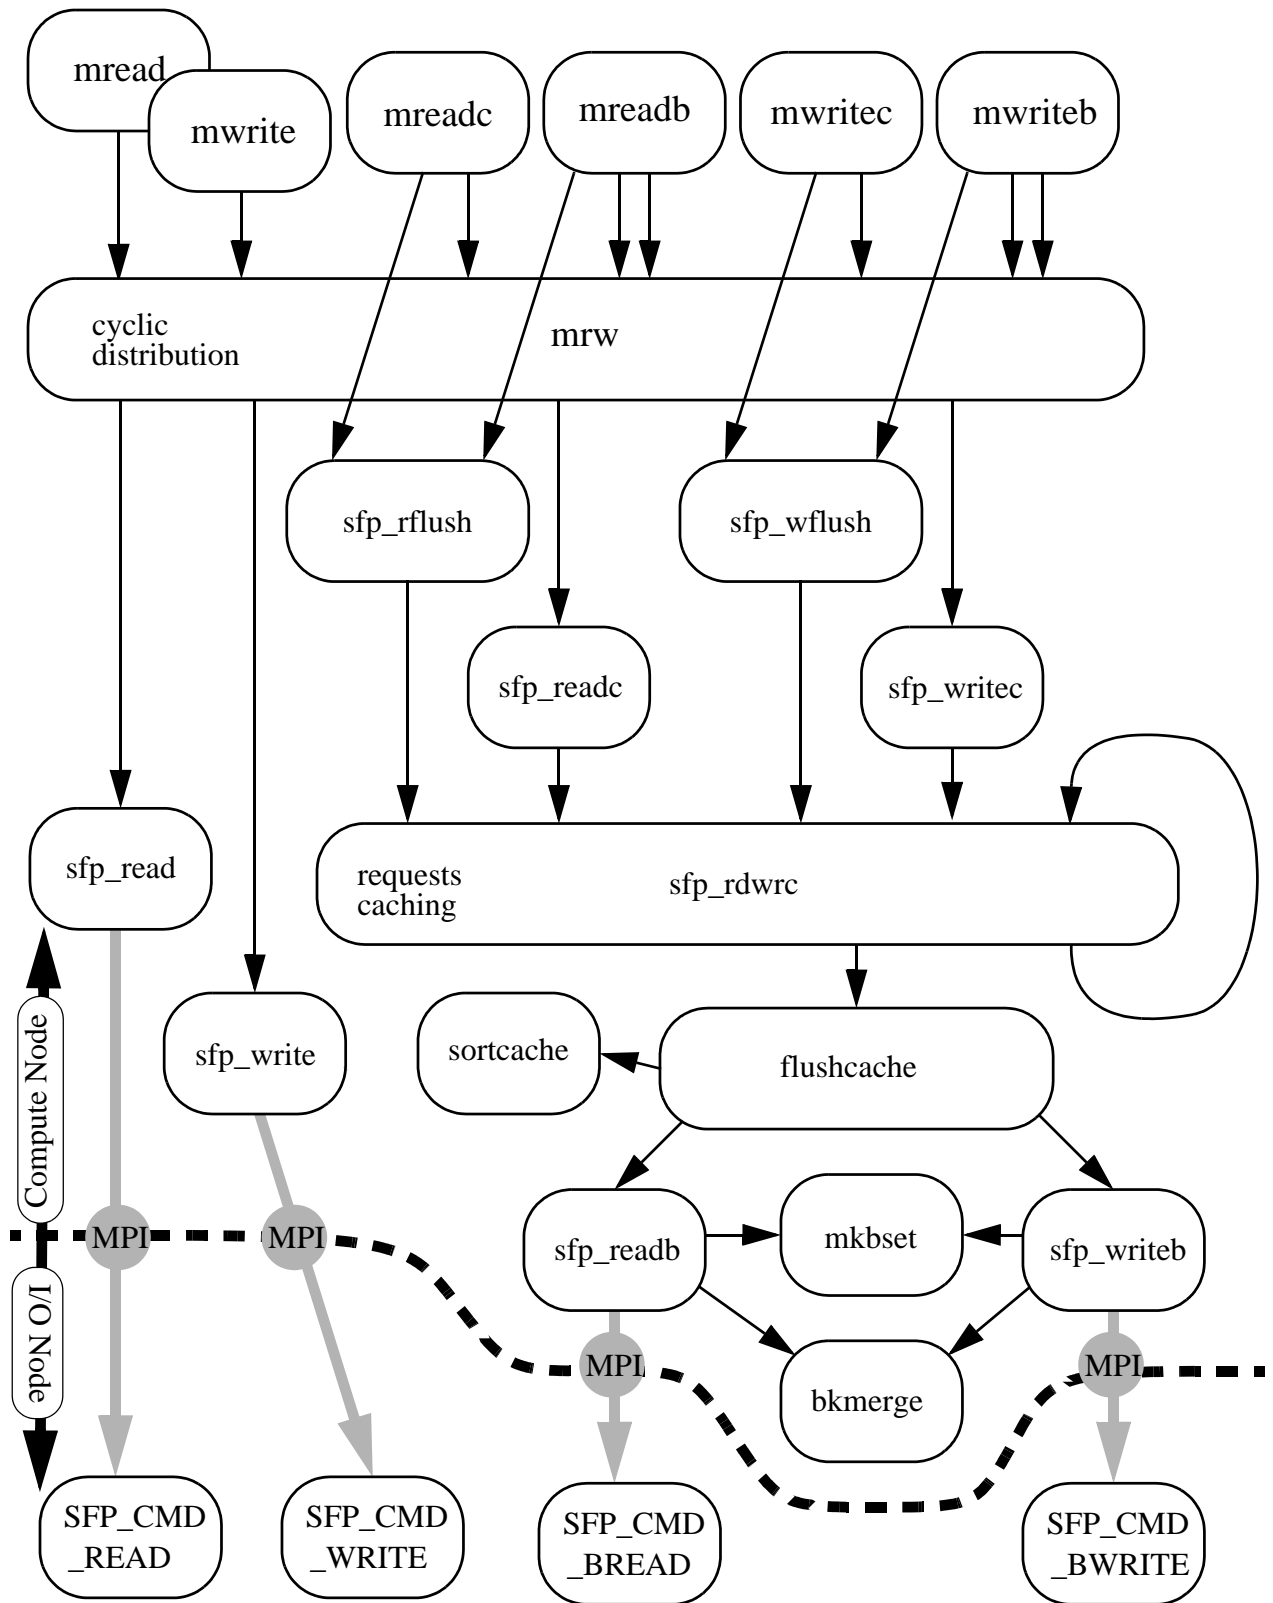 mread
mwrite
mreadc
mreadb
mwritec
mwriteb
cyclic
distribution
mrw
sfp_rflush
sfp_wflush
sfp_readc
sfp_writec
sfp_read
requests
caching
sfp_rdwrc
sfp_write
sortcache
flushcache
Compute Node
I/O Node
MPI
MPI
sfp_readb
mkbset
sfp_writeb
MPI
MPI
bkmerge
SFP_CMD
_READ
SFP_CMD
_WRITE
SFP_CMD
_BREAD
SFP_CMD
_BWRITE